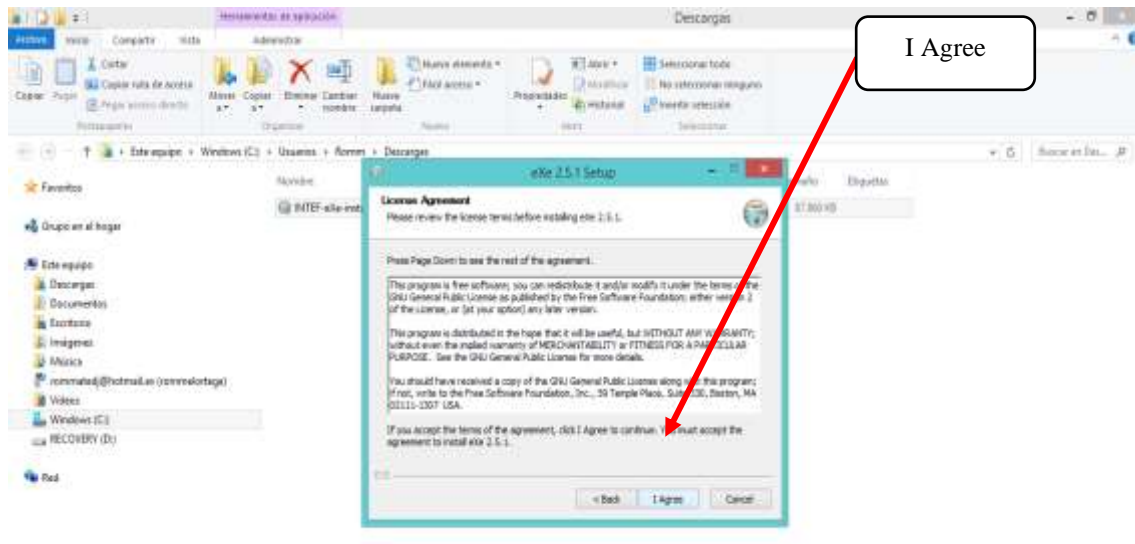 Herramientas de aplicación
Descargas
I Agree
Archivo Inicio Compartir Vista Administrar
Cortar
Copiar ruta de acceso
Pegar acceso directo
Copiar Pegar
Mover a
Copiar a
Eliminar Cambiar nombre
Nueva carpeta
Nuevo elemento
Fácil acceso
Propiedades
Abrir
Modificar
Historial
Seleccionar todo
No seleccionar ninguno
Invertir selección
Portapapeles Organizar Nuevo Abrir Seleccionar
Este equipo Windows (C:) Usuarios Descargas
Buscar en Des...
Favoritos
Nombre
Etiquetas
Grupo en el hogar
Este equipo
Descargas
Documentos
Escritorio
Imágenes
Música
Vídeos
Windows (C:)
RECOVERY (D:)
Red
eXe 2.5.1 Setup
License Agreement
Please review the license terms before installing eXe 2.5.1.
Press Page Down to see the rest of the agreement.
This program is free software; you can redistribute it and/or modify it under the terms of the
GNU General Public License as published by the Free Software Foundation; either version 2
of the License, or (at your option) any later version.
This program is distributed in the hope that it will be useful, but WITHOUT ANY WARRANTY;
without even the implied warranty of MERCHANTABILITY or FITNESS FOR A PARTICULAR
PURPOSE. See the GNU General Public License for more details.
You should have received a copy of the GNU General Public License along with this program;
if not, write to the Free Software Foundation, Inc., 59 Temple Place, Suite 330, Boston, MA
02111-1307 USA.
If you accept the terms of the agreement, click I Agree to continue. You must accept the
agreement to install eXe 2.5.1.
< Back I Agree Cancel